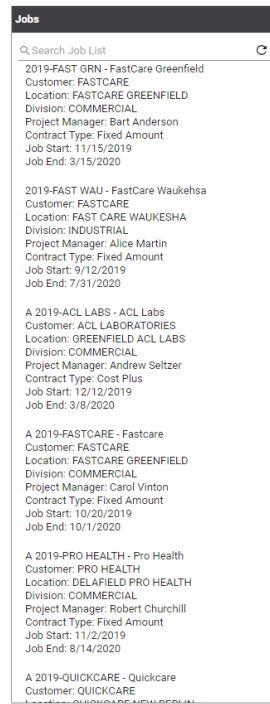 Jobs
Search Job List
2019-FAST GRN - FastCare Greenfield
Customer: FASTCARE
Location: FASTCARE GREENFIELD
Division: COMMERCIAL
Project Manager: Bart Anderson
Contract Type: Fixed Amount
Job Start: 11/15/2019
Job End: 3/15/2020
2019-FAST WAU - FastCare Waukehsa
Customer: FASTCARE
Location: FAST CARE WAUKESHA
Division: INDUSTRIAL
Project Manager: Alice Martin
Contract Type: Fixed Amount
Job Start: 9/12/2019
Job End: 7/31/2020
A 2019-ACL LABS - ACL Labs
Customer: ACL LABORATORIES
Location: GREENFIELD ACL LABS
Division: COMMERCIAL
Project Manager: Andrew Seltzer
Contract Type: Cost Plus
Job Start: 12/12/2019
Job End: 3/8/2020
A 2019-FASTCARE - Fastcare
Customer: FASTCARE
Location: FASTCARE GREENFIELD
Division: COMMERCIAL
Project Manager: Carol Vinton
Contract Type: Fixed Amount
Job Start: 10/20/2019
Job End: 10/1/2020
A 2019-PRO HEALTH - Pro Health
Customer: PRO HEALTH
Location: DELAFIELD PRO HEALTH
Division: COMMERCIAL
Project Manager: Robert Churchill
Contract Type: Fixed Amount
Job Start: 11/2/2019
Job End: 8/14/2020
A 2019-QUICKCARE - Quickcare
Customer: QUICKCARE
Location: QUICKCARE NEW BERLIN